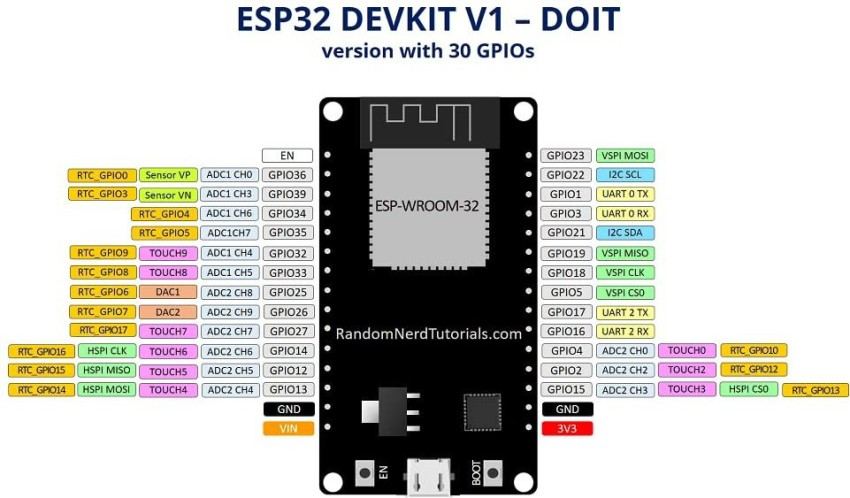 ESP32 DEVKIT V1 – DOIT
version with 30 GPIOs
EN GPIO23 VSPI MOSI
RTC_GPIO0 Sensor VP ADC1 CH0 GPIO36 GPIO22 I2C SCL
RTC_GPIO3 Sensor VN ADC1 CH3 GPIO39 GPIO1 UART 0 TX
RTC_GPIO4 ADC1 CH6 GPIO34 ESP-WROOM-32 GPIO3 UART 0 RX
RTC_GPIO5 ADC1CH7 GPIO35 GPIO21 I2C SDA
RTC_GPIO9 TOUCH9 ADC1 CH4 GPIO32 GPIO19 VSPI MISO
RTC_GPIO8 TOUCH8 ADC1 CH5 GPIO33 GPIO18 VSPI CLK
RTC_GPIO6 DAC1 ADC2 CH8 GPIO25 GPIO5 VSPI CS0
RTC_GPIO7 DAC2 ADC2 CH9 GPIO26 GPIO17 UART 2 TX
RTC_GPIO17 TOUCH7 ADC2 CH7 GPIO27 RandomNerdTutorials.com GPIO16 UART 2 RX
RTC_GPIO16 HSPI CLK TOUCH6 ADC2 CH6 GPIO14 GPIO4 ADC2 CH0 TOUCH0 RTC_GPIO10
RTC_GPIO15 HSPI MISO TOUCH5 ADC2 CH5 GPIO12 GPIO2 ADC2 CH2 TOUCH2 RTC_GPIO12
RTC_GPIO14 HSPI MOSI TOUCH4 ADC2 CH4 GPIO13 GPIO15 ADC2 CH3 TOUCH3 HSPI CS0 RTC_GPIO13
GND GND
VIN 3V3
EN BOOT